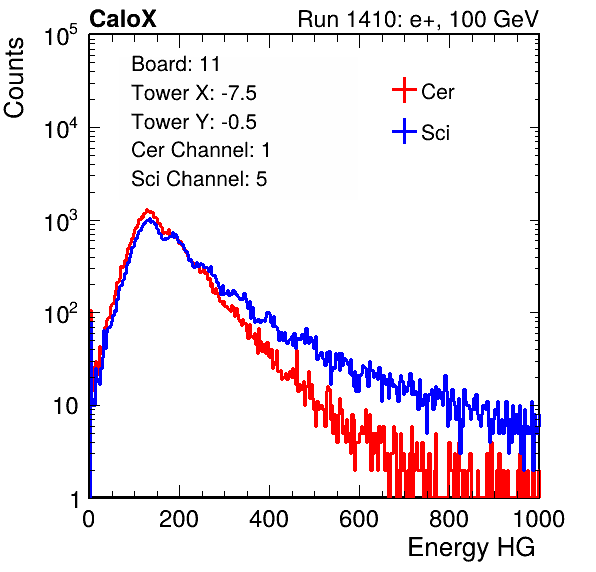 CaloX Run 1410: e+, 100 GeV
Counts
10^5
10^4
10^3
10^2
10
1
Board: 11
Tower X: -7.5
Tower Y: -0.5
Cer Channel: 1
Sci Channel: 5
Cer
Sci
0 200 400 600 800 1000
Energy HG